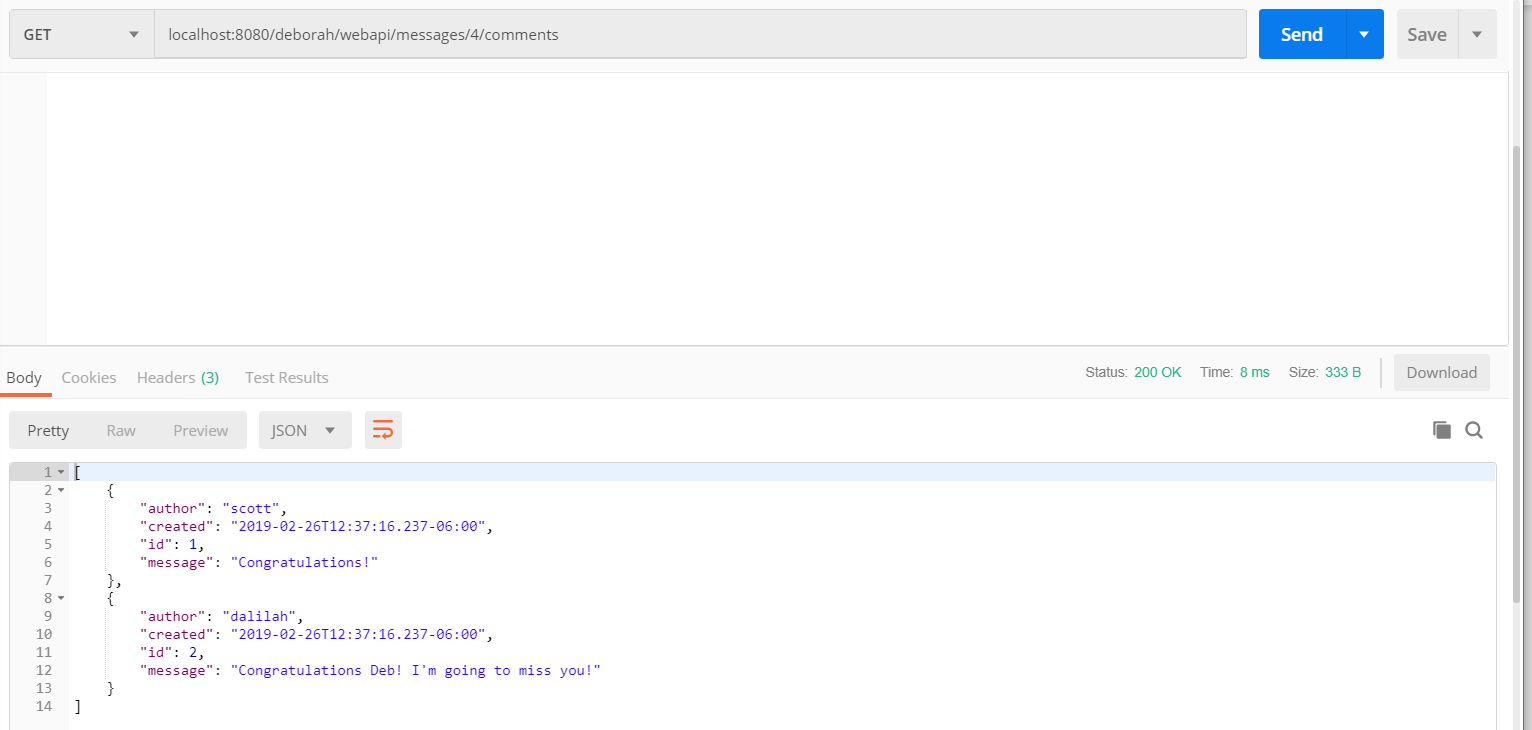 GET localhost:8080/deborah/webapi/messages/4/comments Send Save
Body Cookies Headers (3) Test Results Status: 200 OK Time: 8 ms Size: 333 B Download
Pretty Raw Preview JSON
1 [
2 {
3 "author": "scott",
4 "created": "2019-02-26T12:37:16.237-06:00",
5 "id": 1,
6 "message": "Congratulations!"
7 },
8 {
9 "author": "dalilah",
10 "created": "2019-02-26T12:37:16.237-06:00",
11 "id": 2,
12 "message": "Congratulations Deb! I'm going to miss you!"
13 }
14 ]